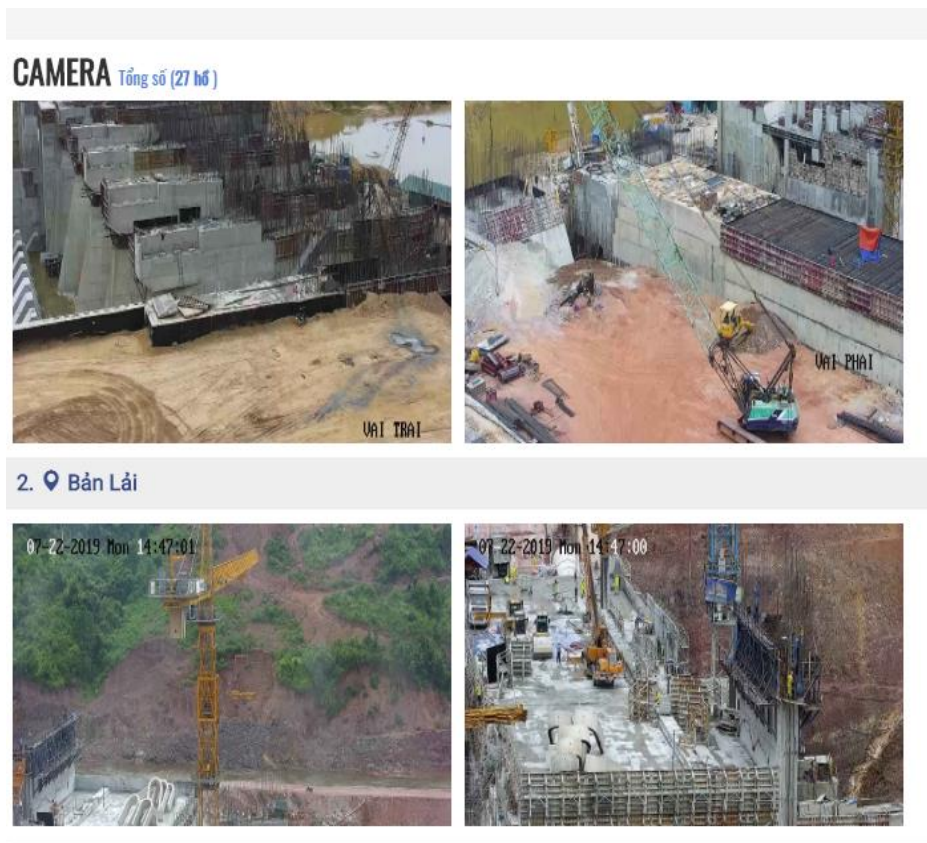 CAMERA Tổng số (27 hồ )
VAI TRAI
VAI PHAI
2. Bản Lải
07-22-2019 Mon 14:47:01
07-22-2019 Mon 14:47:00